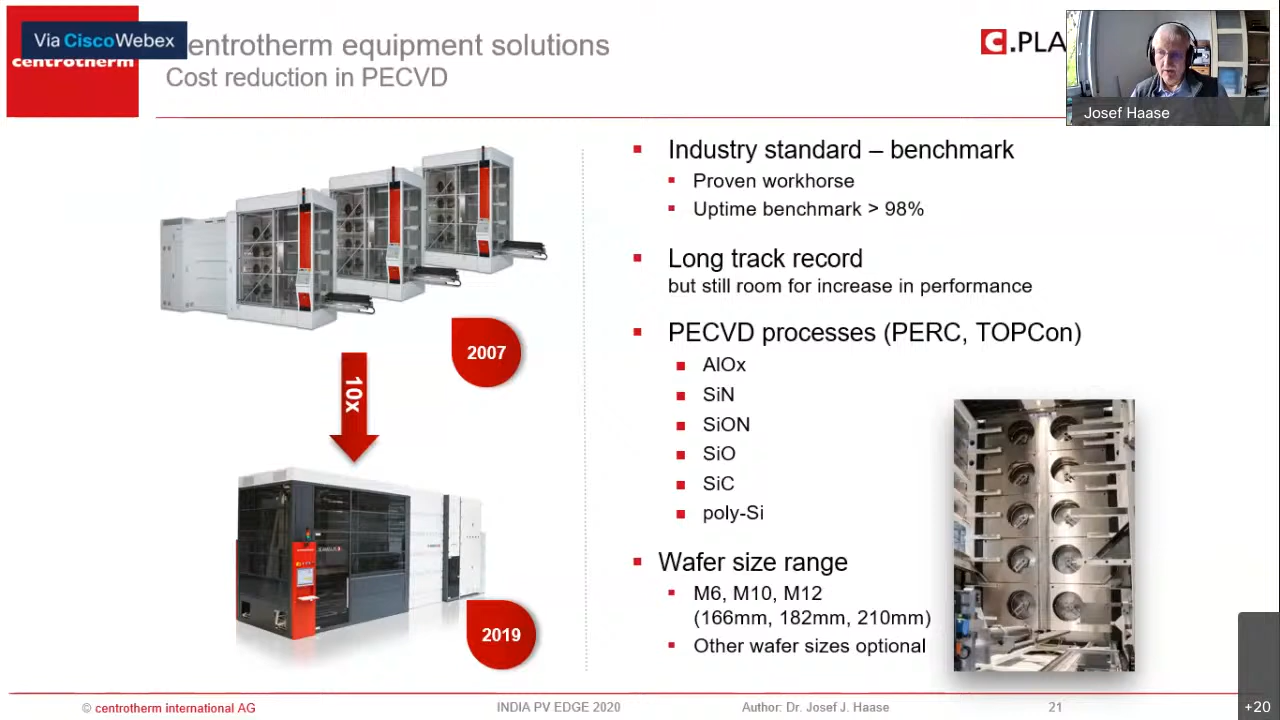 Via Cisco Webex
centrotherm
entrotherm equipment solutions
Cost reduction in PECVD
c.PLA
Josef Haase
2007
10x
2019
▪ Industry standard – benchmark
▪ Proven workhorse
▪ Uptime benchmark > 98%
▪ Long track record
but still room for increase in performance
▪ PECVD processes (PERC, TOPCon)
▪ AlOx
▪ SiN
▪ SiON
▪ SiO
▪ SiC
▪ poly-Si
▪ Wafer size range
▪ M6, M10, M12
(166mm, 182mm, 210mm)
▪ Other wafer sizes optional
© centrotherm international AG
INDIA PV EDGE 2020
Author: Dr. Josef J. Haase
21
+20